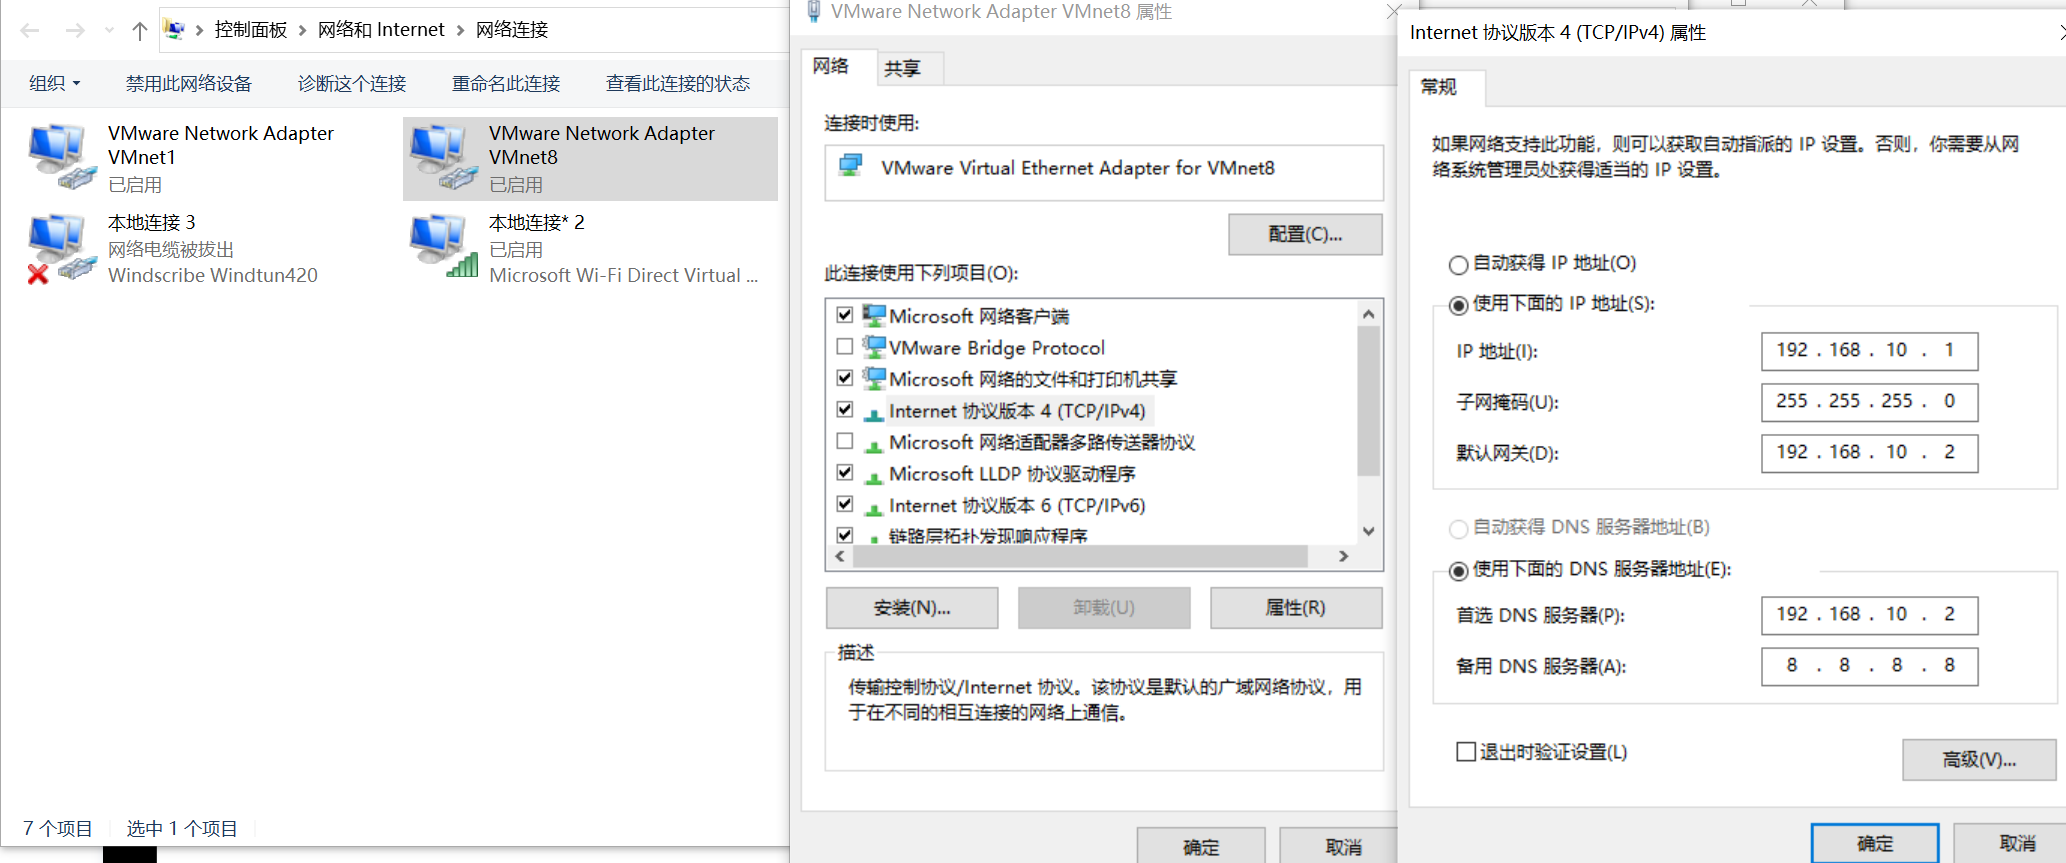 控制面板 > 网络和 Internet > 网络连接
组织 禁用此网络设备 诊断这个连接 重命名此连接 查看此连接的状态
VMware Network Adapter
VMnet1
已启用
VMware Network Adapter
VMnet8
已启用
本地连接 3
网络电缆被拔出
Windscribe Windtun420
本地连接* 2
已启用
Microsoft Wi-Fi Direct Virtual ...
7 个项目 选中 1 个项目
VMware Network Adapter VMnet8 属性
网络 共享
连接时使用:
VMware Virtual Ethernet Adapter for VMnet8
配置(C)...
此连接使用下列项目(O):
Microsoft 网络客户端
VMware Bridge Protocol
Microsoft 网络的文件和打印机共享
Internet 协议版本 4 (TCP/IPv4)
Microsoft 网络适配器多路传送器协议
Microsoft LLDP 协议驱动程序
Internet 协议版本 6 (TCP/IPv6)
链路层拓扑发现响应程序
安装(N)... 卸载(U) 属性(R)
描述
传输控制协议/Internet 协议。该协议是默认的广域网络协议，用
于在不同的相互连接的网络上通信。
确定 取消
Internet 协议版本 4 (TCP/IPv4) 属性
常规
如果网络支持此功能，则可以获取自动指派的 IP 设置。否则，你需要从网
络系统管理员处获得适当的 IP 设置。
自动获得 IP 地址(O)
使用下面的 IP 地址(S):
IP 地址(I): 192 . 168 . 10 . 1
子网掩码(U): 255 . 255 . 255 . 0
默认网关(D): 192 . 168 . 10 . 2
自动获得 DNS 服务器地址(B)
使用下面的 DNS 服务器地址(E):
首选 DNS 服务器(P): 192 . 168 . 10 . 2
备用 DNS 服务器(A): 8 . 8 . 8 . 8
退出时验证设置(L)
高级(V)...
确定 取消